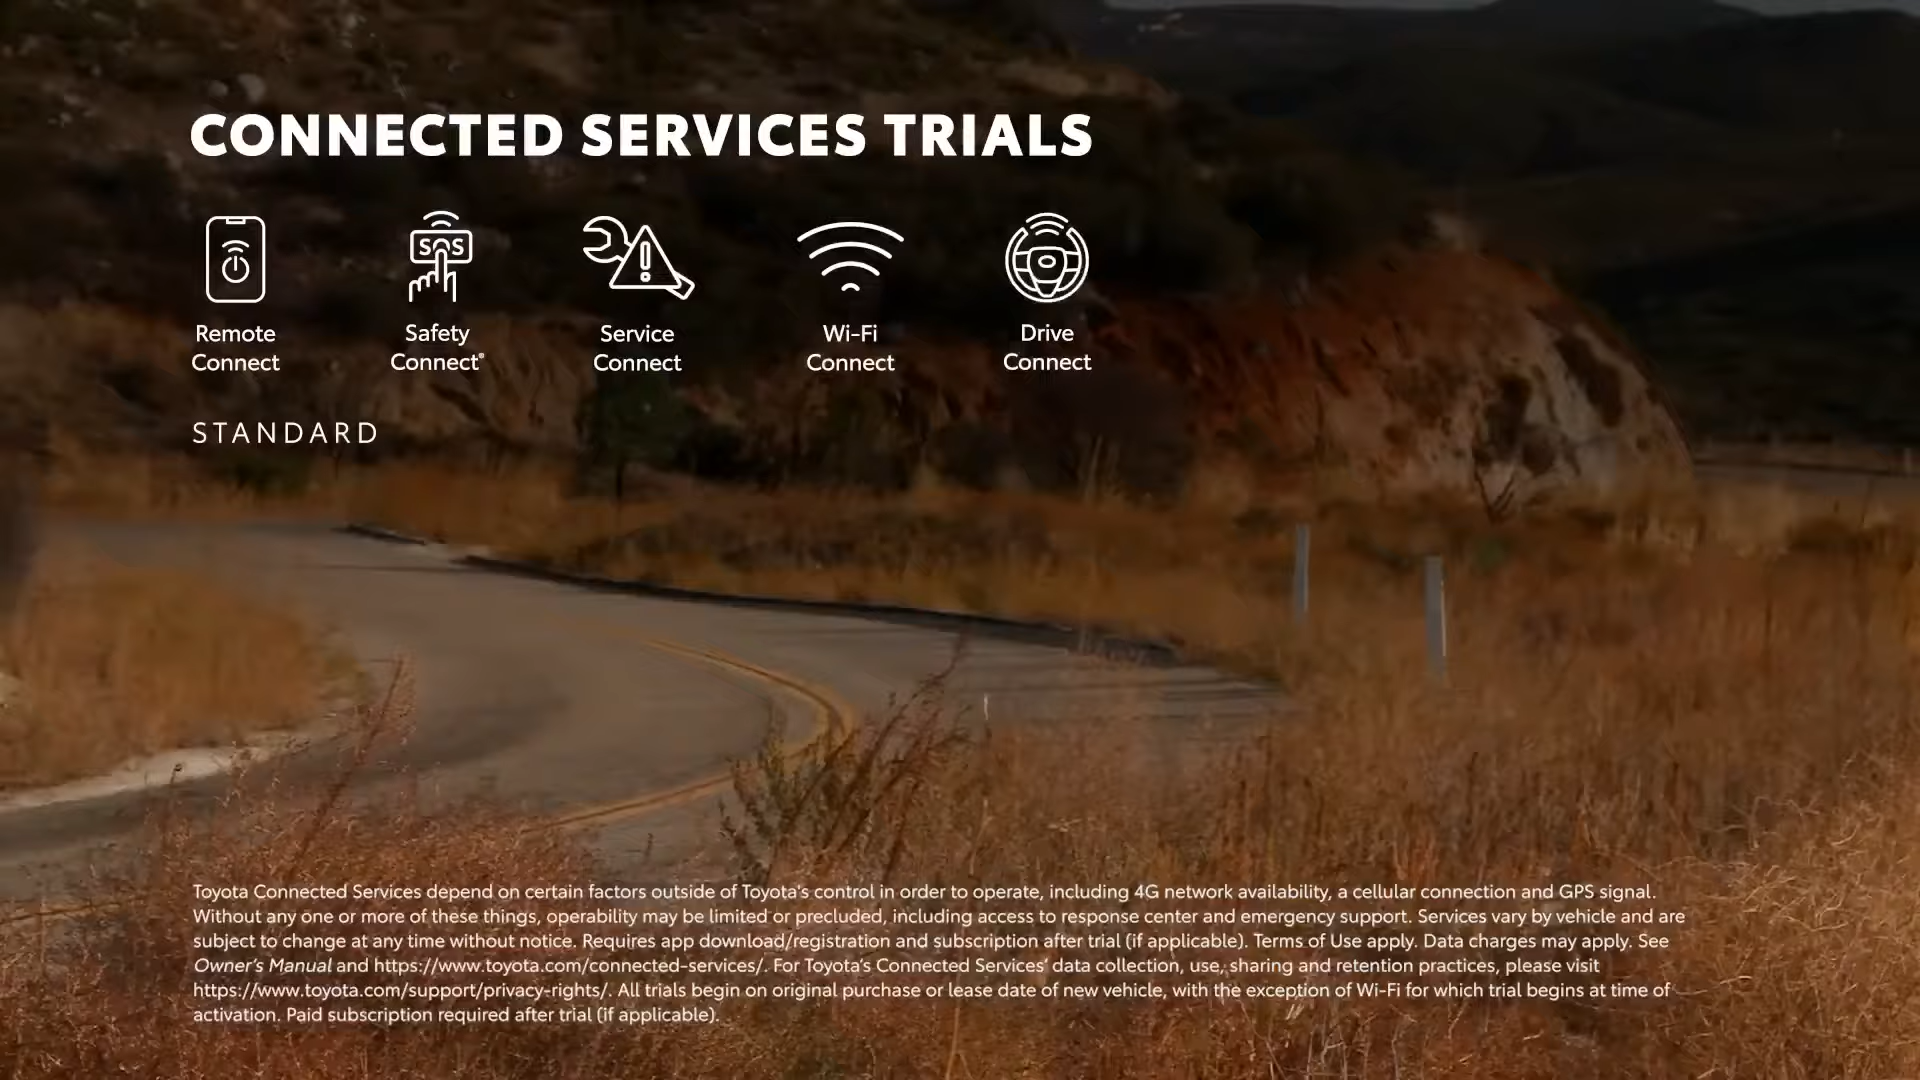 CONNECTED SERVICES TRIALS
SOS
Remote
Connect
Safety
Connect®
Service
Connect
Wi-Fi
Connect
Drive
Connect
STANDARD
Toyota Connected Services depend on certain factors outside of Toyota's control in order to operate, including 4G network availability, a cellular connection and GPS signal.
Without any one or more of these things, operability may be limited or precluded, including access to response center and emergency support. Services vary by vehicle and are
subject to change at any time without notice. Requires app download/registration and subscription after trial (if applicable). Terms of Use apply. Data charges may apply. See
Owner's Manual and https://www.toyota.com/connected-services/. For Toyota's Connected Services' data collection, use, sharing and retention practices, please visit
https://www.toyota.com/support/privacy-rights/. All trials begin on original purchase or lease date of new vehicle, with the exception of Wi-Fi for which trial begins at time of
activation. Paid subscription required after trial (if applicable).